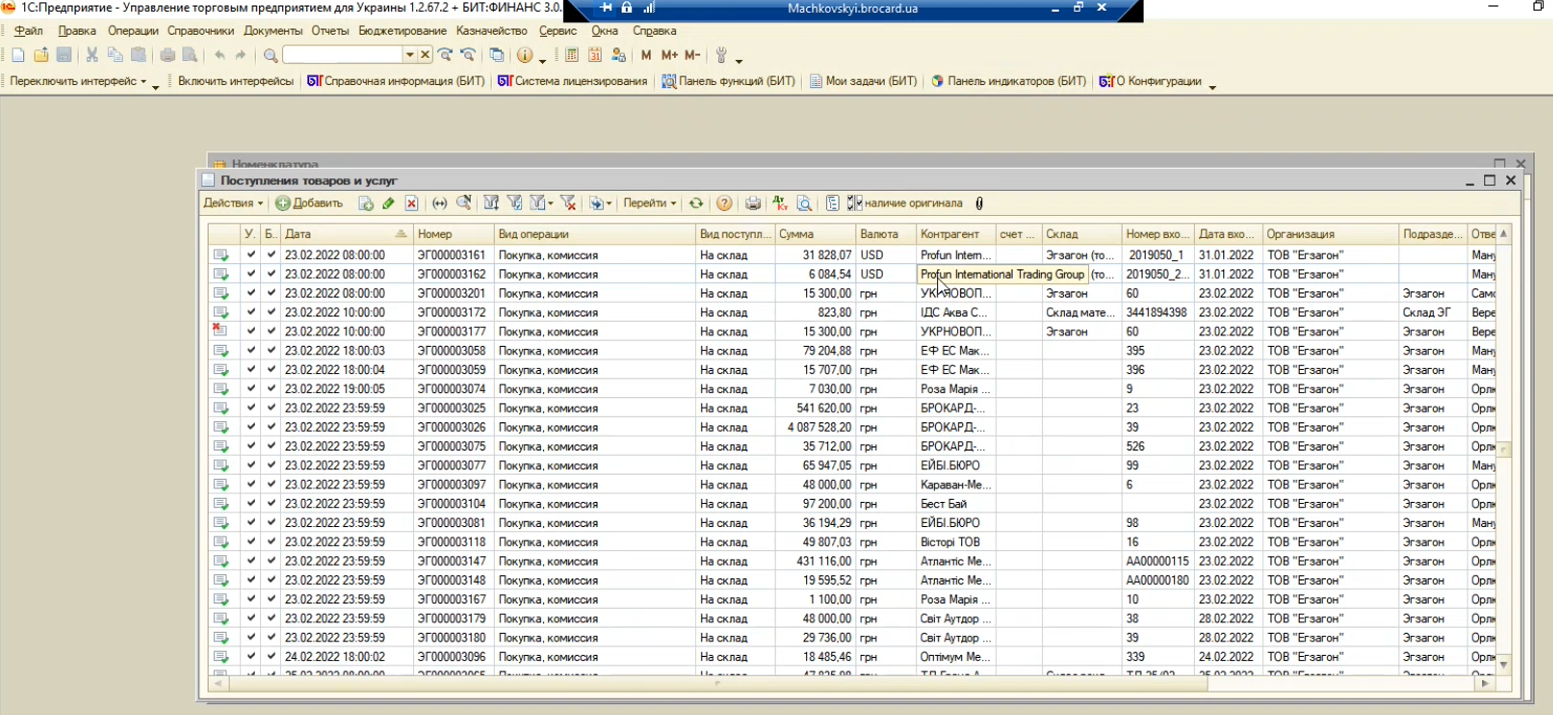 1С:Предприятие - Управление торговым предприятием для Украины 1.2.67.2 + БИТ:ФИНАНС 3.0.
Machkovskyi.brocard.ua
Файл Правка Операции Справочники Документы Отчеты Бюджетирование Казначейство Сервис Окна Справка
M M+ M-
Переключить интерфейс Включить интерфейсы БИТ Справочная информация (БИТ) БИТ Система лицензирования Панель функций (БИТ) Мои задачи (БИТ) Панель индикаторов (БИТ) БИТ О Конфигурации
Номенклатура
Поступления товаров и услуг
Действия Добавить Перейти Дт Кт наличие оригинала
У. Б.. Дата Номер Вид операции Вид поступл... Сумма Валюта Контрагент счет ... Склад Номер вхо... Дата вхо... Организация Подразде... Отве
23.02.2022 08:00:00 ЭГ000003161 Покупка, комиссия На склад 31 828,07 USD Profun Intern... Эгзагон (то... 2019050_1 31.01.2022 ТОВ "Егзагон" Ману
23.02.2022 08:00:00 ЭГ000003162 Покупка, комиссия На склад 6 084,54 USD Profun International Trading Group (то... 2019050_2... 31.01.2022 ТОВ "Егзагон" Ману
23.02.2022 08:00:00 ЭГ000003201 Покупка, комиссия На склад 15 300,00 грн УКРНОВОП... Эгзагон 60 23.02.2022 ТОВ "Егзагон" Эгзагон Само
23.02.2022 10:00:00 ЭГ000003172 Покупка, комиссия На склад 823,80 грн ІДС Аква С... Склад мате... 3441894398 23.02.2022 ТОВ "Егзагон" Склад ЭГ Вере
23.02.2022 10:00:00 ЭГ000003177 Покупка, комиссия На склад 15 300,00 грн УКРНОВОП... Эгзагон 60 23.02.2022 ТОВ "Егзагон" Эгзагон Вере
23.02.2022 18:00:03 ЭГ000003058 Покупка, комиссия На склад 79 204,88 грн ЕФ ЕС Мак... 395 23.02.2022 ТОВ "Егзагон" Эгзагон Ману
23.02.2022 18:00:04 ЭГ000003059 Покупка, комиссия На склад 15 707,00 грн ЕФ ЕС Мак... 396 23.02.2022 ТОВ "Егзагон" Эгзагон Ману
23.02.2022 19:00:05 ЭГ000003074 Покупка, комиссия На склад 7 030,00 грн Роза Марія ... 9 23.02.2022 ТОВ "Егзагон" Эгзагон Орлю
23.02.2022 23:59:59 ЭГ000003025 Покупка, комиссия На склад 541 620,00 грн БРОКАРД-... 23 23.02.2022 ТОВ "Егзагон" Эгзагон Орлю
23.02.2022 23:59:59 ЭГ000003026 Покупка, комиссия На склад 4 087 528,20 грн БРОКАРД-... 39 23.02.2022 ТОВ "Егзагон" Эгзагон Орлю
23.02.2022 23:59:59 ЭГ000003075 Покупка, комиссия На склад 35 712,00 грн БРОКАРД-... 526 23.02.2022 ТОВ "Егзагон" Эгзагон Орлю
23.02.2022 23:59:59 ЭГ000003077 Покупка, комиссия На склад 65 947,05 грн ЕЙБІ.БЮРО 99 23.02.2022 ТОВ "Егзагон" Эгзагон Ману
23.02.2022 23:59:59 ЭГ000003097 Покупка, комиссия На склад 48 000,00 грн Караван-Ме... 6 23.02.2022 ТОВ "Егзагон" Эгзагон Орлю
23.02.2022 23:59:59 ЭГ000003104 Покупка, комиссия На склад 97 200,00 грн Бест Бай 23.02.2022 ТОВ "Егзагон" Эгзагон Орлю
23.02.2022 23:59:59 ЭГ000003081 Покупка, комиссия На склад 36 194,29 грн ЕЙБІ.БЮРО 98 23.02.2022 ТОВ "Егзагон" Эгзагон Ману
23.02.2022 23:59:59 ЭГ000003118 Покупка, комиссия На склад 49 807,03 грн Вісторі ТОВ 16 23.02.2022 ТОВ "Егзагон" Эгзагон Орлю
23.02.2022 23:59:59 ЭГ000003147 Покупка, комиссия На склад 431 116,00 грн Атлантіс Ме... АА00000115 23.02.2022 ТОВ "Егзагон" Эгзагон Орлю
23.02.2022 23:59:59 ЭГ000003148 Покупка, комиссия На склад 19 595,52 грн Атлантіс Ме... АА00000180 23.02.2022 ТОВ "Егзагон" Эгзагон Орлю
23.02.2022 23:59:59 ЭГ000003167 Покупка, комиссия На склад 1 100,00 грн Роза Марія ... 10 23.02.2022 ТОВ "Егзагон" Эгзагон Орлю
23.02.2022 23:59:59 ЭГ000003179 Покупка, комиссия На склад 48 000,00 грн Світ Аутдор ... 38 28.02.2022 ТОВ "Егзагон" Эгзагон Орлю
23.02.2022 23:59:59 ЭГ000003180 Покупка, комиссия На склад 29 736,00 грн Світ Аутдор ... 39 28.02.2022 ТОВ "Егзагон" Эгзагон Орлю
24.02.2022 18:00:02 ЭГ000003096 Покупка, комиссия На склад 18 485,46 грн Оптімум Ме... 339 24.02.2022 ТОВ "Егзагон" Эгзагон Орлю